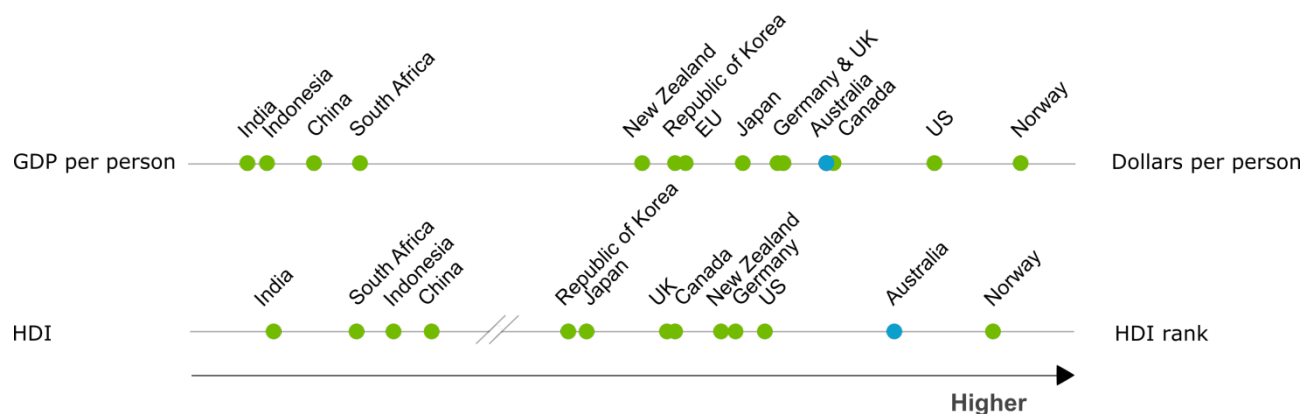 India
Indonesia
China
South Africa
New Zealand
Republic of Korea
EU
Japan
Germany & UK
Australia
Canada
US
Norway
GDP per person
Dollars per person
India
South Africa
Indonesia
China
Republic of Korea
Japan
UK
Canada
New Zealand
Germany
US
Australia
Norway
HDI
HDI rank
Higher